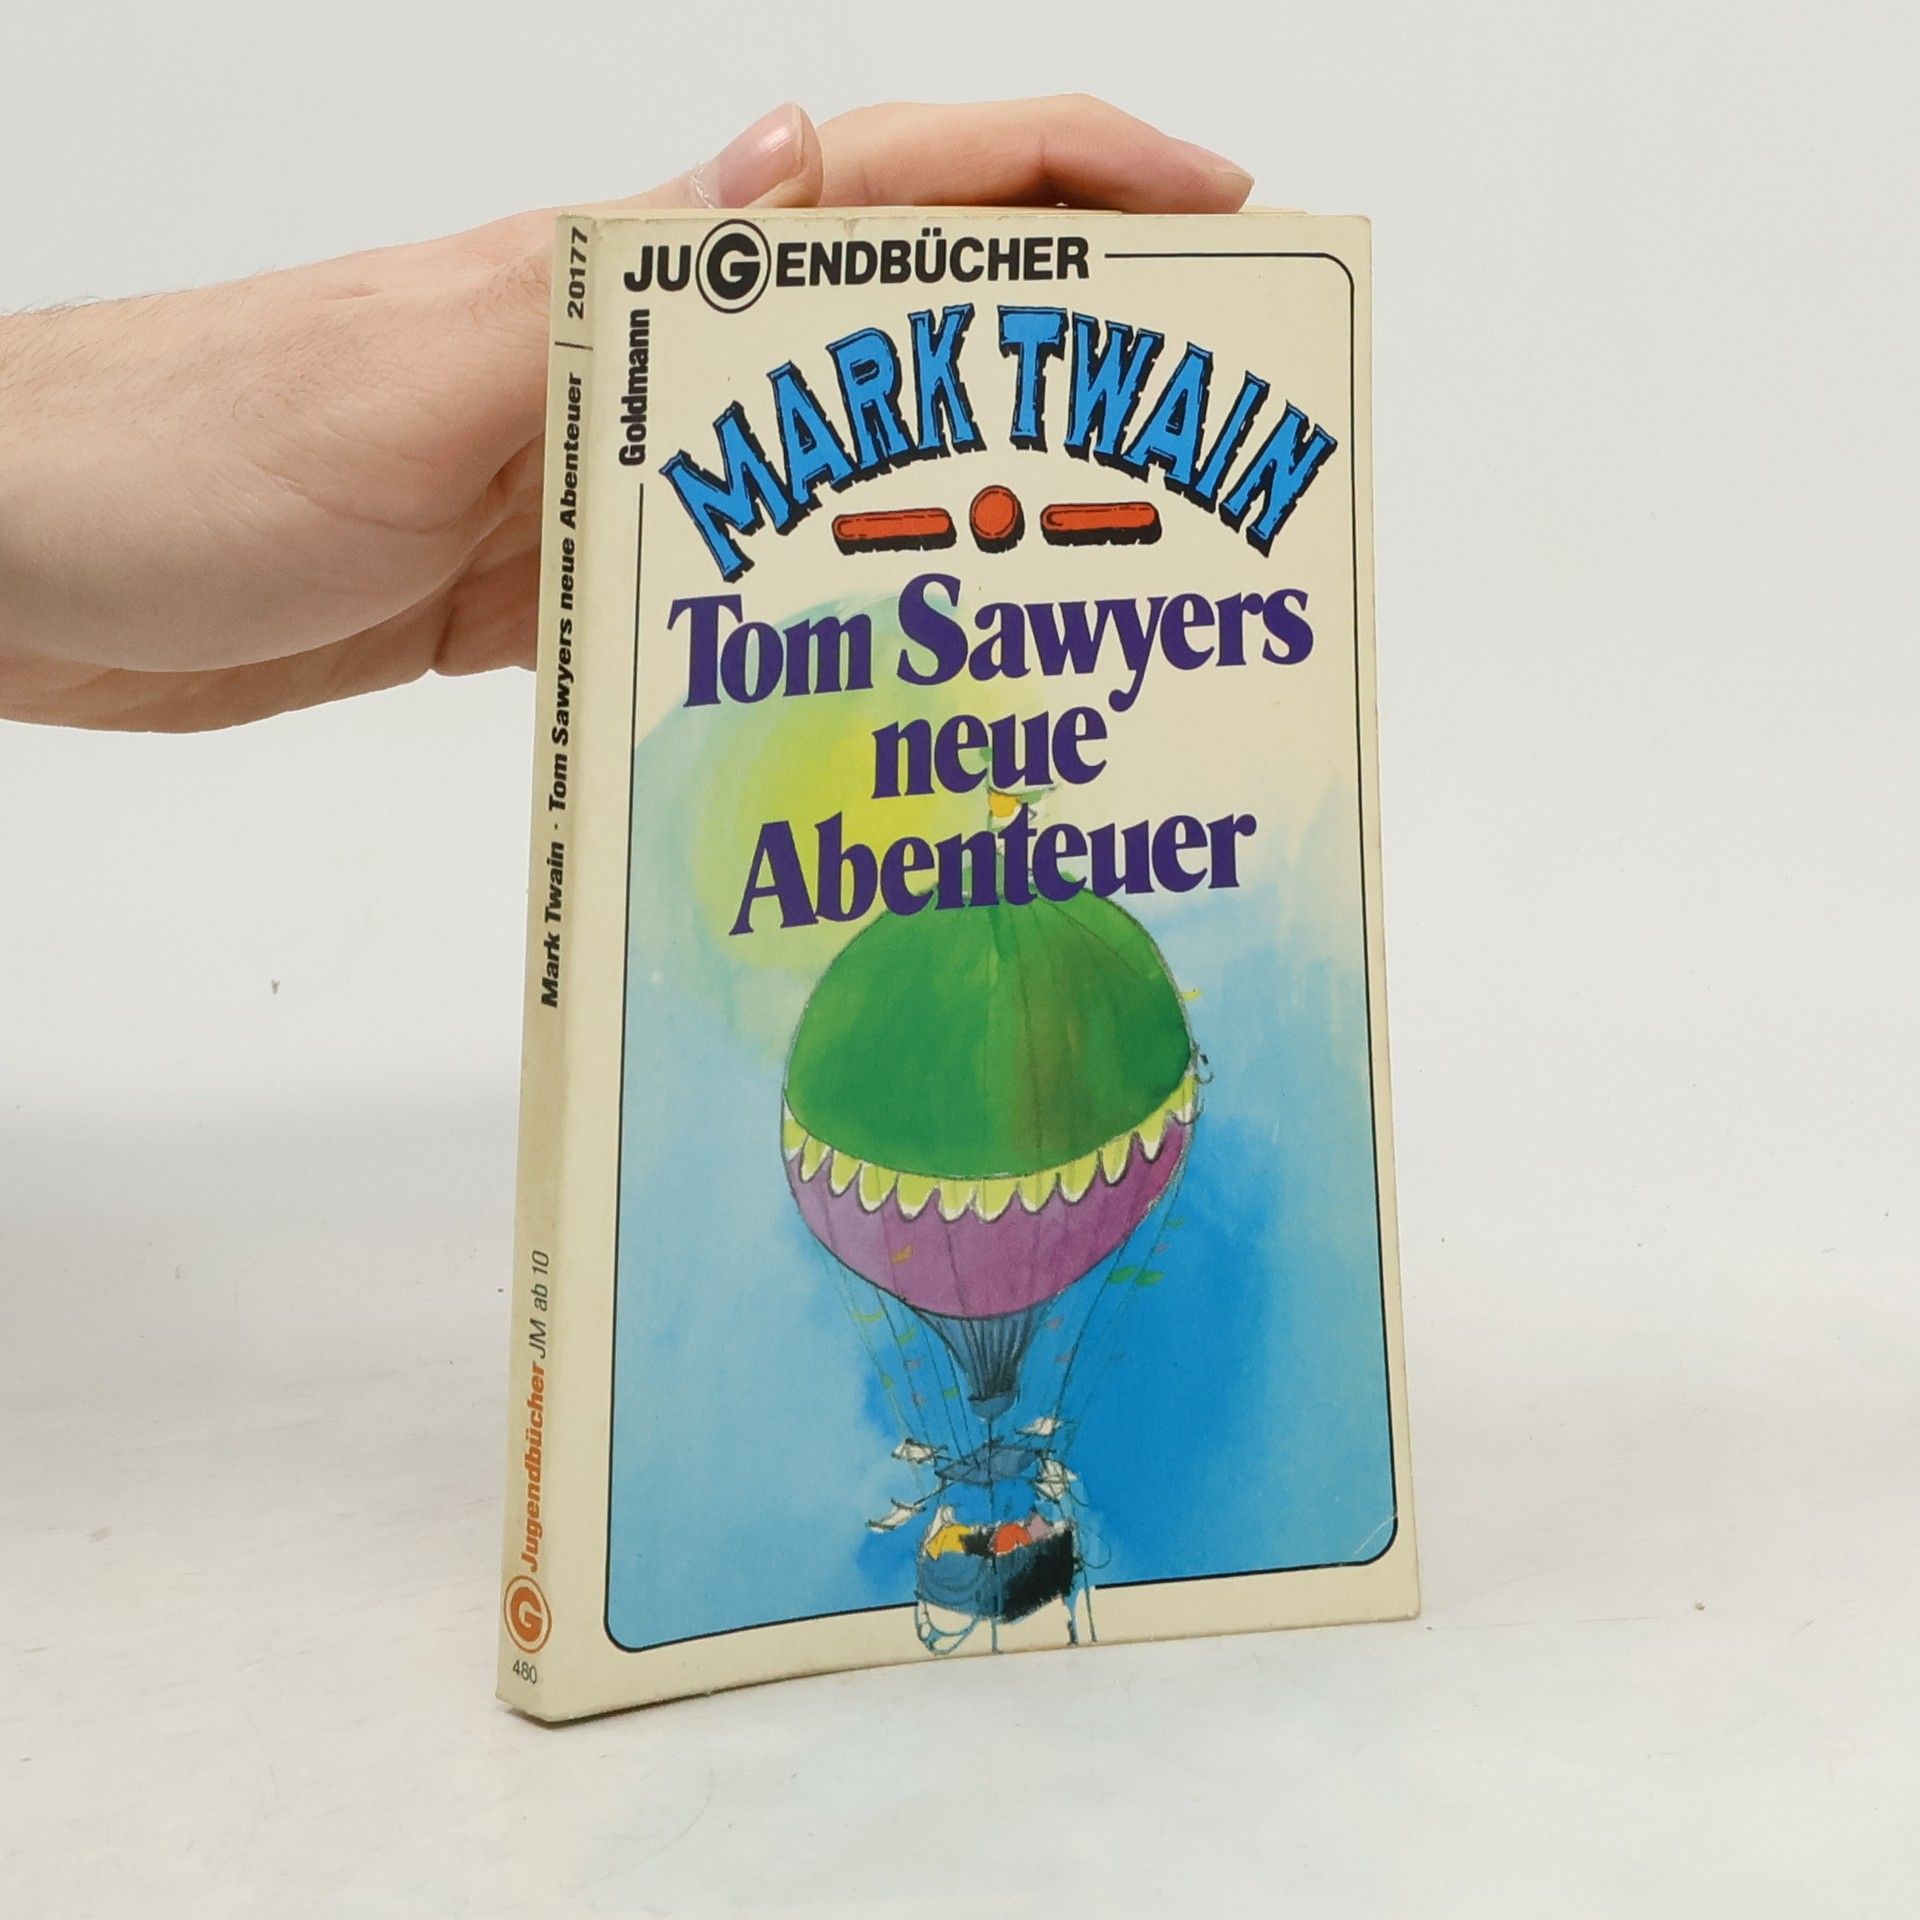 JUGENDBÜCHER
Goldmann
MARK TWAIN
Tom Sawyers
neue
Abenteuer
Mark Twain · Tom Sawyers neue Abenteuer | 20177
Jugendbücher JM ab 10
G
480